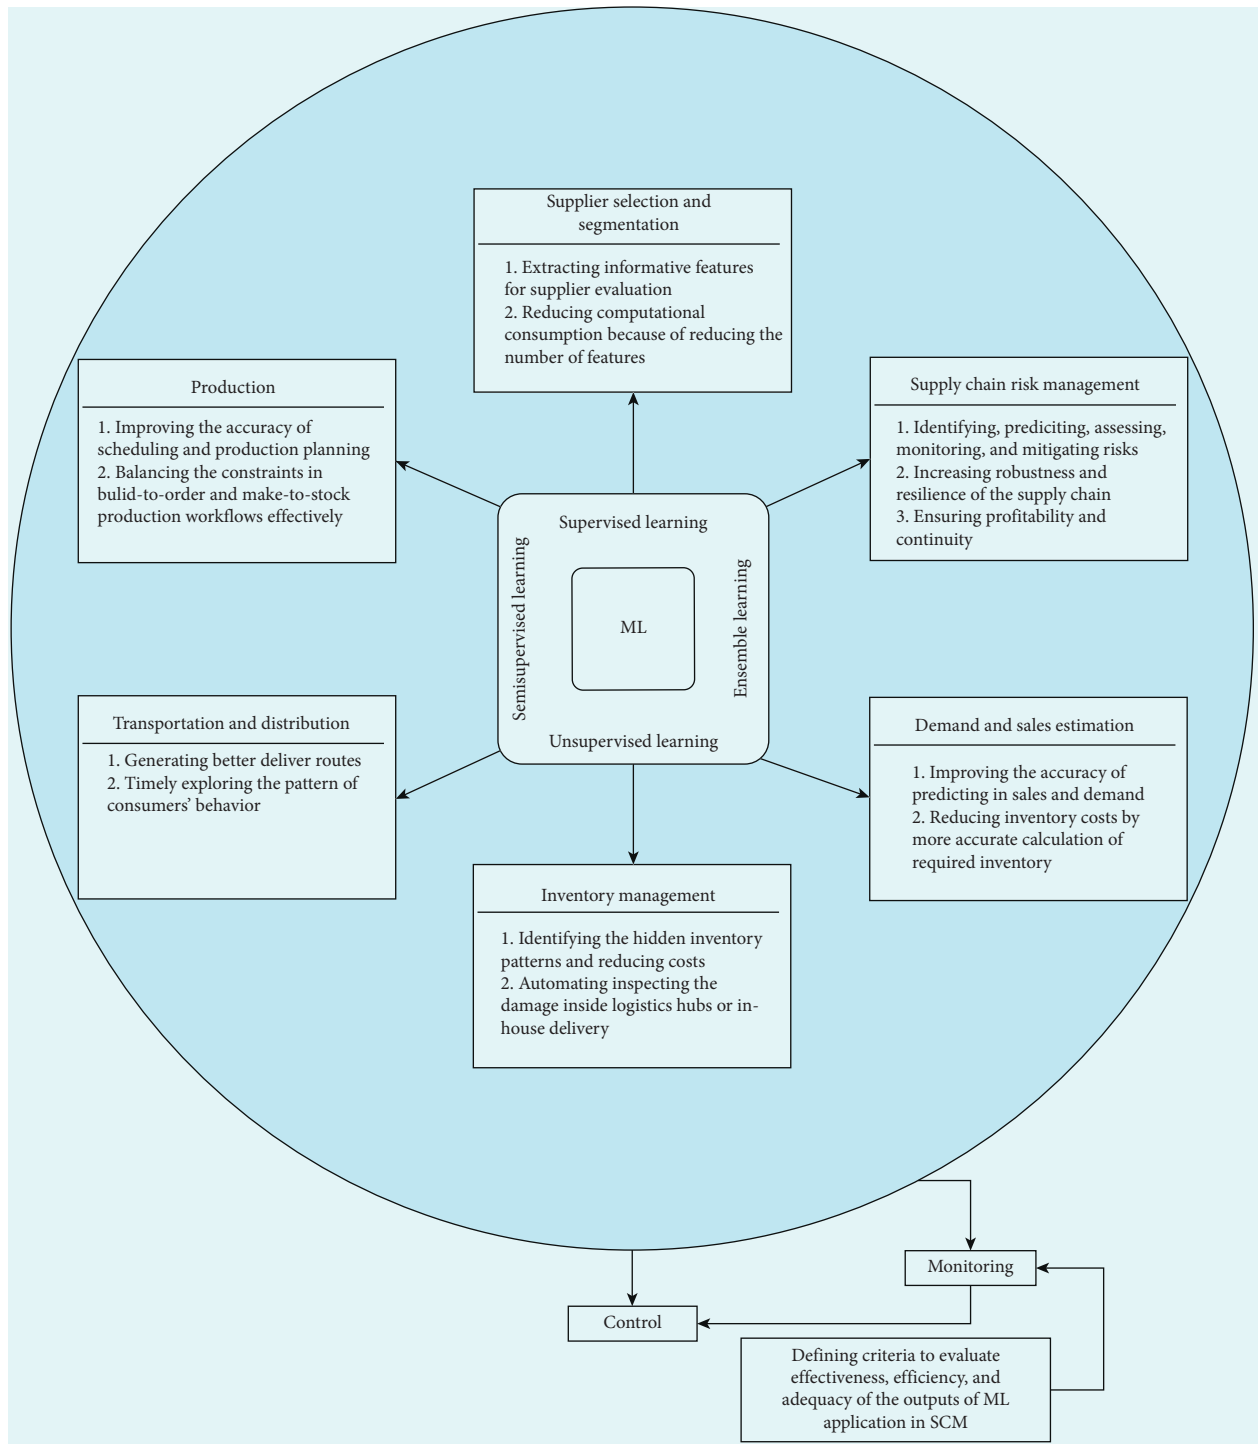 Supplier selection and
segmentation
1. Extracting informative features
for supplier evaluation
2. Reducing computational
consumption because of reducing the
number of features
Production
1. Improving the accuracy of
scheduling and production planning
2. Balancing the constraints in
bulid-to-order and make-to-stock
production workflows effectively
Supply chain risk management
1. Identifying, prediciting, assessing,
monitoring, and mitigating risks
2. Increasing robustness and
resilience of the supply chain
3. Ensuring profitability and
continuity
Supervised learning
Semisupervised learning
ML
Ensemble learning
Unsupervised learning
Transportation and distribution
1. Generating better deliver routes
2. Timely exploring the pattern of
consumers’ behavior
Demand and sales estimation
1. Improving the accuracy of
predicting in sales and demand
2. Reducing inventory costs by
more accurate calculation of
required inventory
Inventory management
1. Identifying the hidden inventory
patterns and reducing costs
2. Automating inspecting the
damage inside logistics hubs or in-
house delivery
Monitoring
Control
Defining criteria to evaluate
effectiveness, efficiency, and
adequacy of the outputs of ML
application in SCM